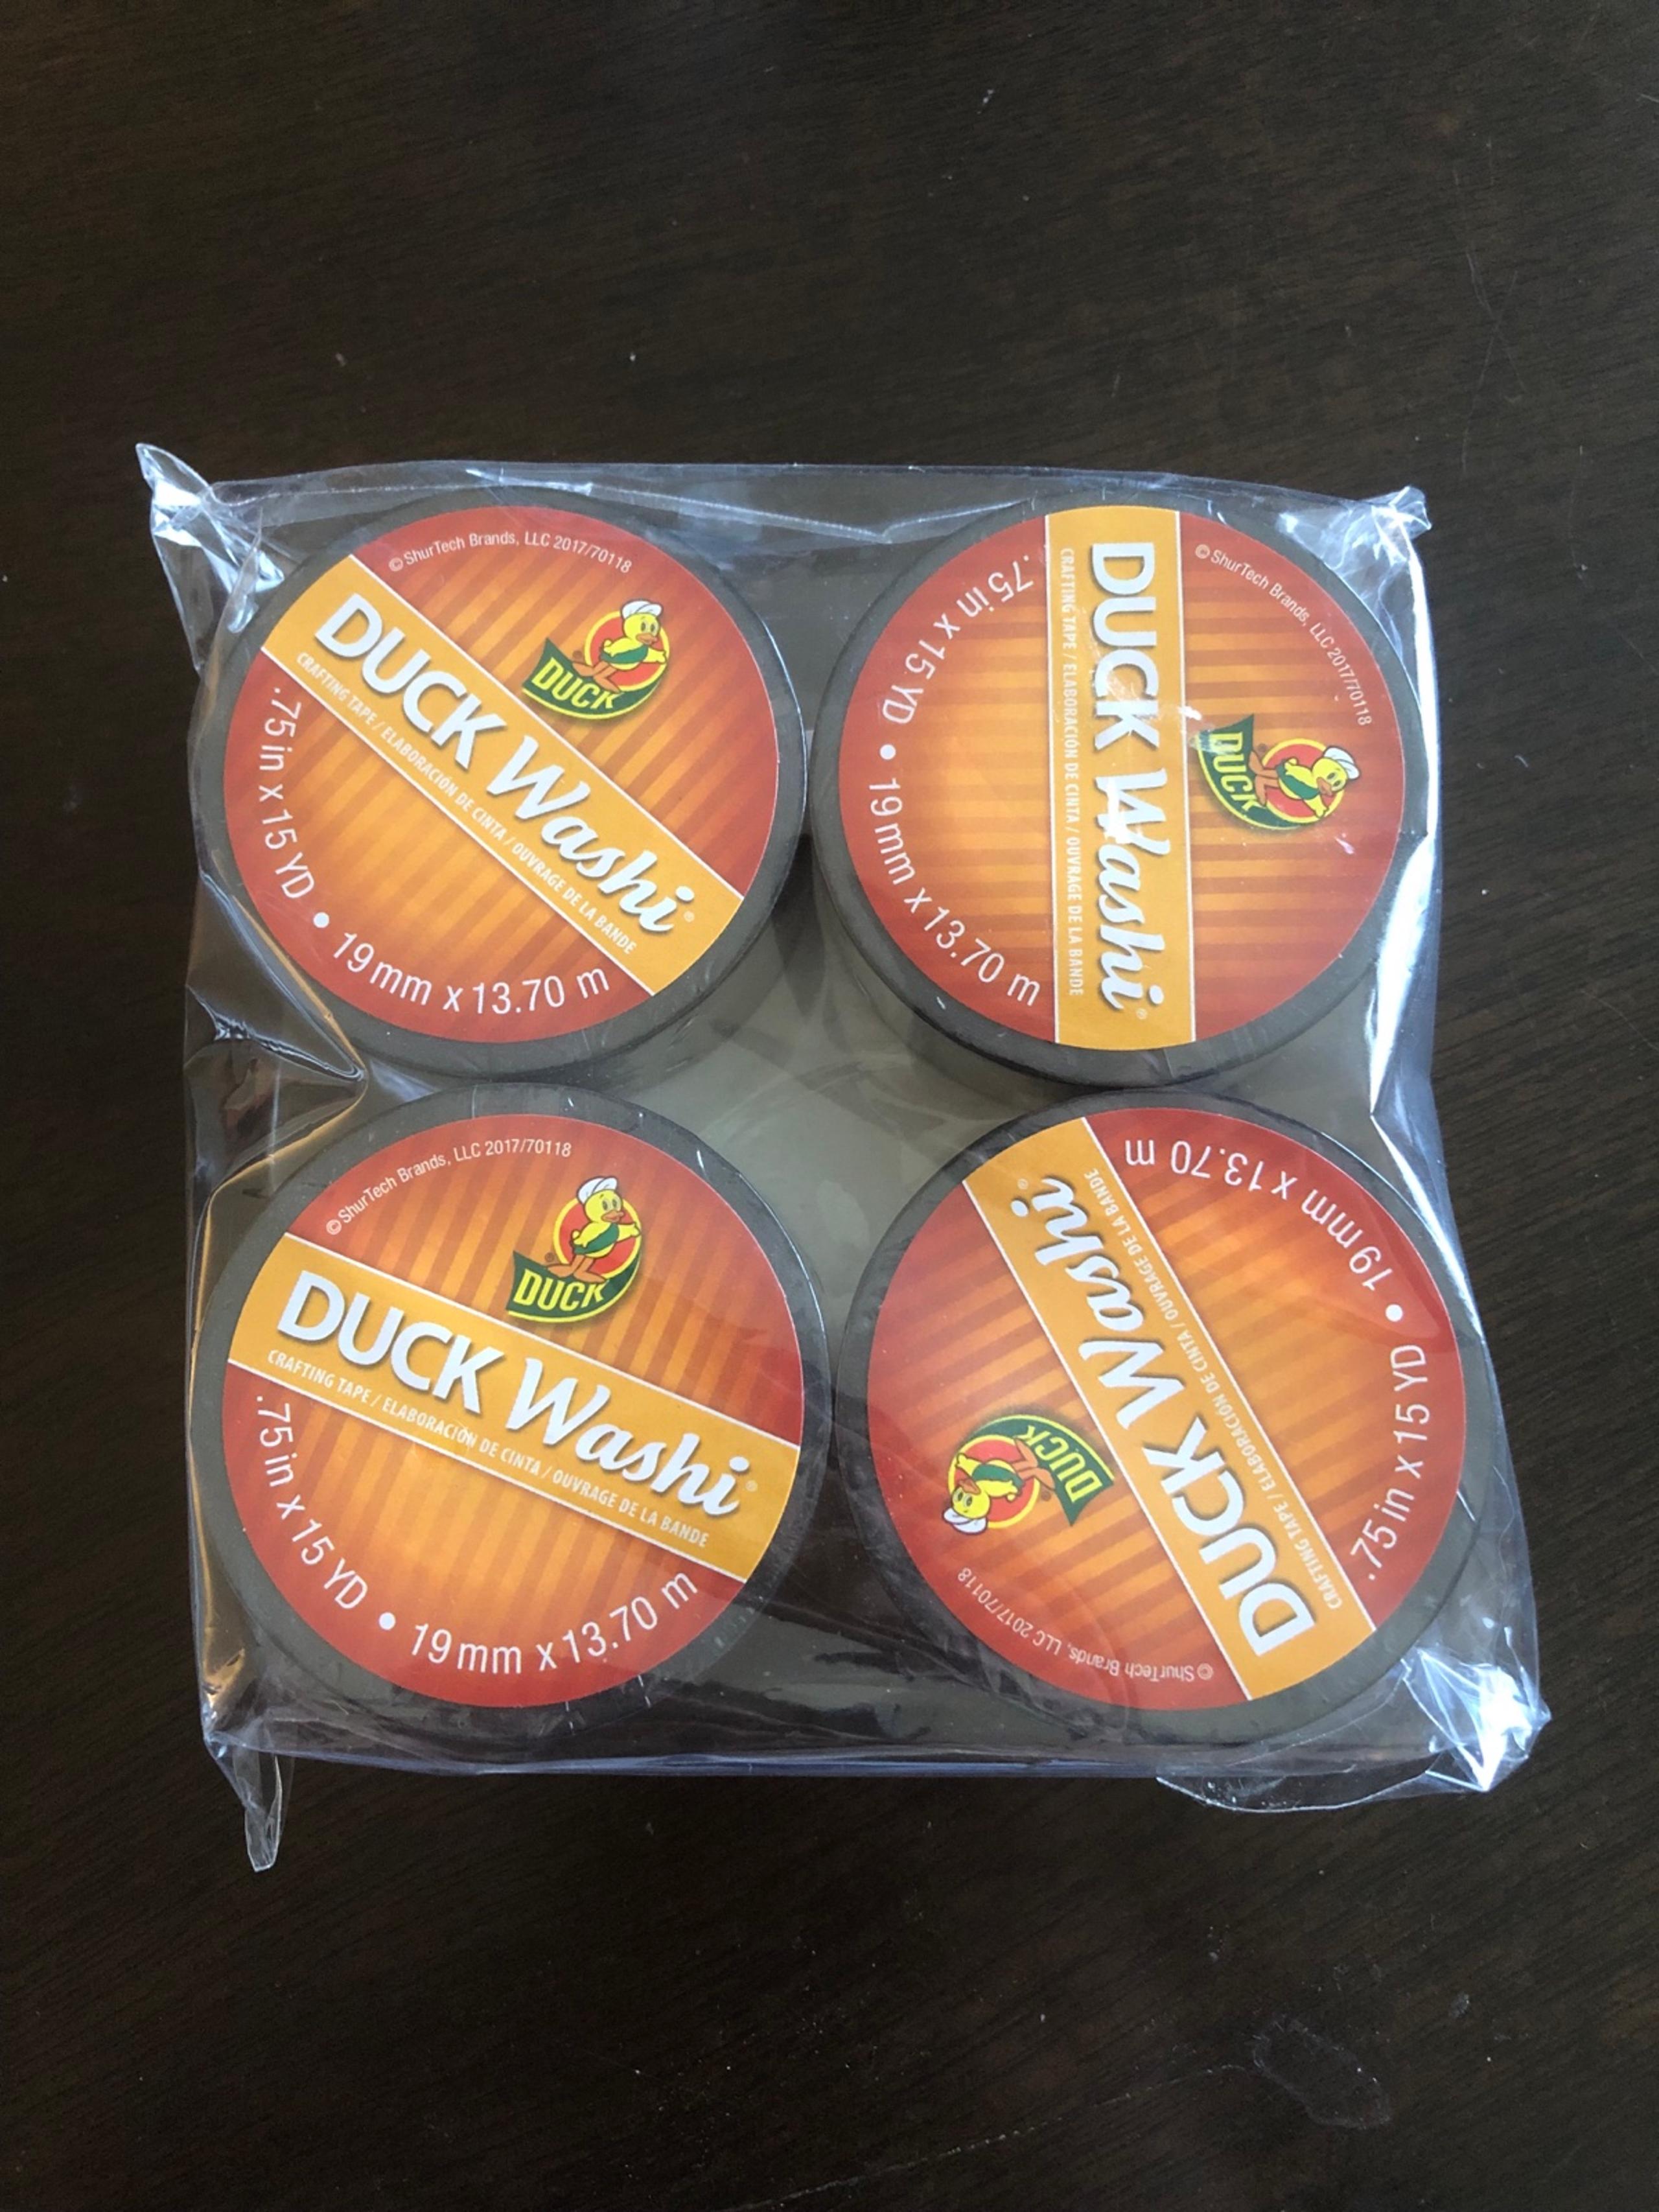 © ShurTech Brands, LLC 2017/70118
DUCK
DUCK Washi®
CRAFTING TAPE / ELABORACIÓN DE CINTA / OUVRAGE DE LA BANDE
.75 in x 15 YD • 19 mm x 13.70 m
© ShurTech Brands, LLC 2017/70118
DUCK
DUCK Washi®
CRAFTING TAPE / ELABORACIÓN DE CINTA / OUVRAGE DE LA BANDE
.75 in x 15 YD • 19 mm x 13.70 m
© ShurTech Brands, LLC 2017/70118
DUCK
DUCK Washi®
CRAFTING TAPE / ELABORACIÓN DE CINTA / OUVRAGE DE LA BANDE
.75 in x 15 YD • 19 mm x 13.70 m
© ShurTech Brands, LLC 2017/70118
DUCK
DUCK Washi®
CRAFTING TAPE / ELABORACIÓN DE CINTA / OUVRAGE DE LA BANDE
.75 in x 15 YD • 19 mm x 13.70 m